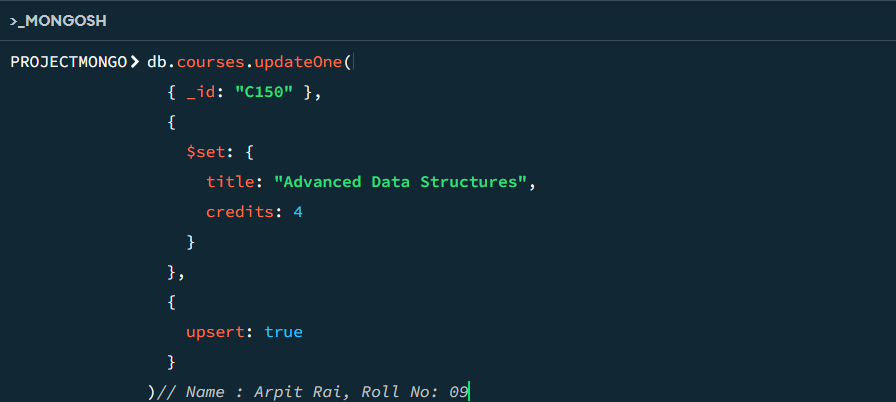 >_MONGOSH
PROJECTMONGO> db.courses.updateOne(
{ _id: "C150" },
{
$set: {
title: "Advanced Data Structures",
credits: 4
}
},
{
upsert: true
}
)// Name : Arpit Rai, Roll No: 09